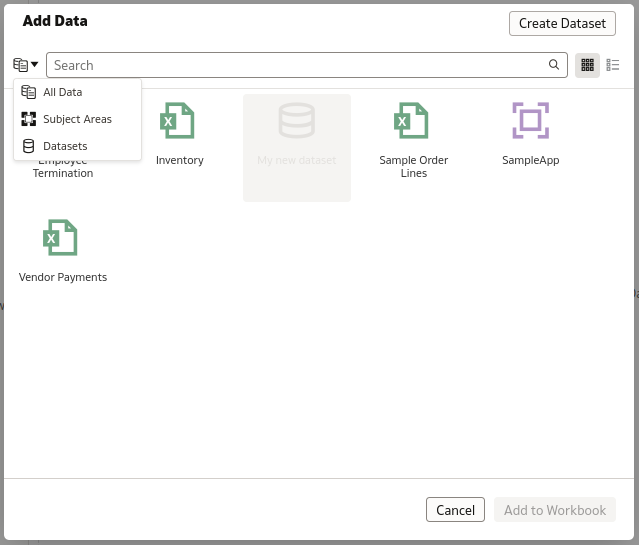 Add Data
Create Dataset
Search
All Data
Subject Areas
Datasets
Employee
Termination
Inventory
My new dataset
Sample Order
Lines
SampleApp
Vendor Payments
Cancel
Add to Workbook